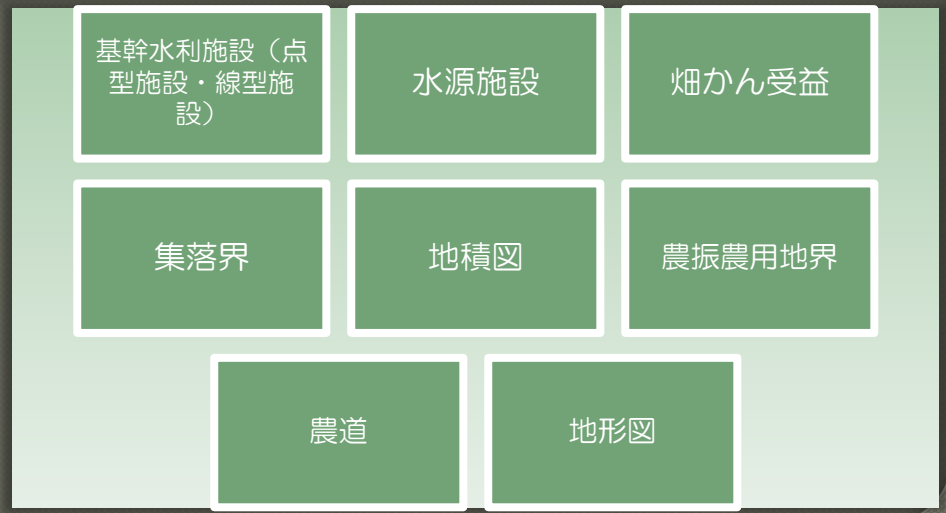 基幹水利施設（点
型施設・線型施
設）
水源施設
畑かん受益
集落界
地積図
農振農用地界
農道
地形図